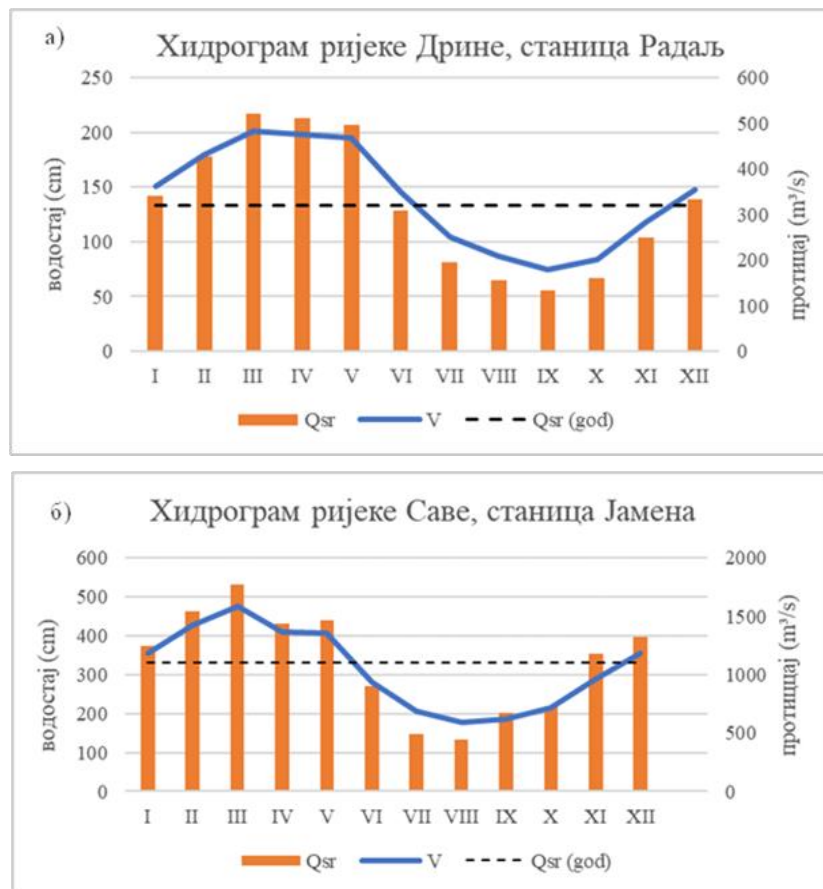 а)
Хидрограм ријеке Дрине, станица Радаљ
водостај (cm)
250
200
150
100
50
0
600
500
400
300
200
100
0
протицај (m³/s)
I II III IV V VI VII VIII IX X XI XII
Qsr V Qsr (god)
б)
Хидрограм ријеке Саве, станица Јамена
водостај (cm)
600
500
400
300
200
100
0
2000
1500
1000
500
0
протиццај (m³/s)
I II III IV V VI VII VIII IX X XI XII
Qsr V Qsr (god)